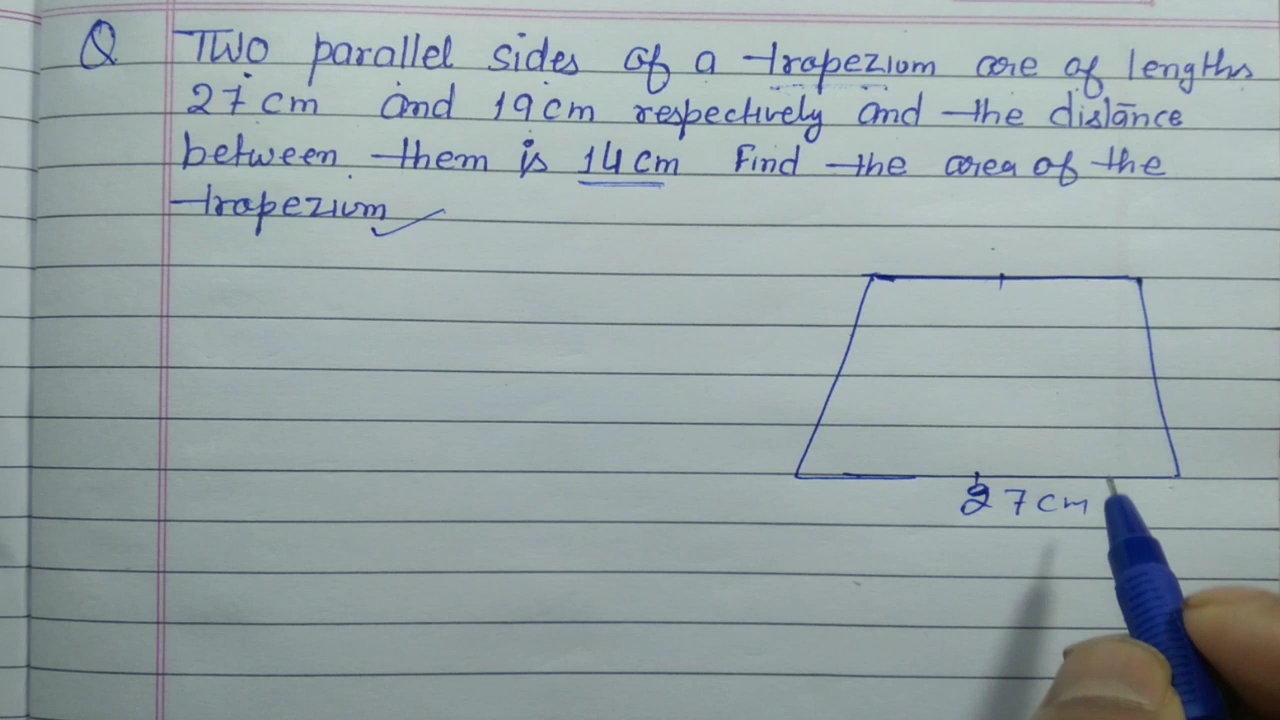 Q Two parallel sides of a trapezium are of lengths
27 cm and 19 cm respectively and the distance
between them is 14 cm Find the area of the
trapezium
27 cm